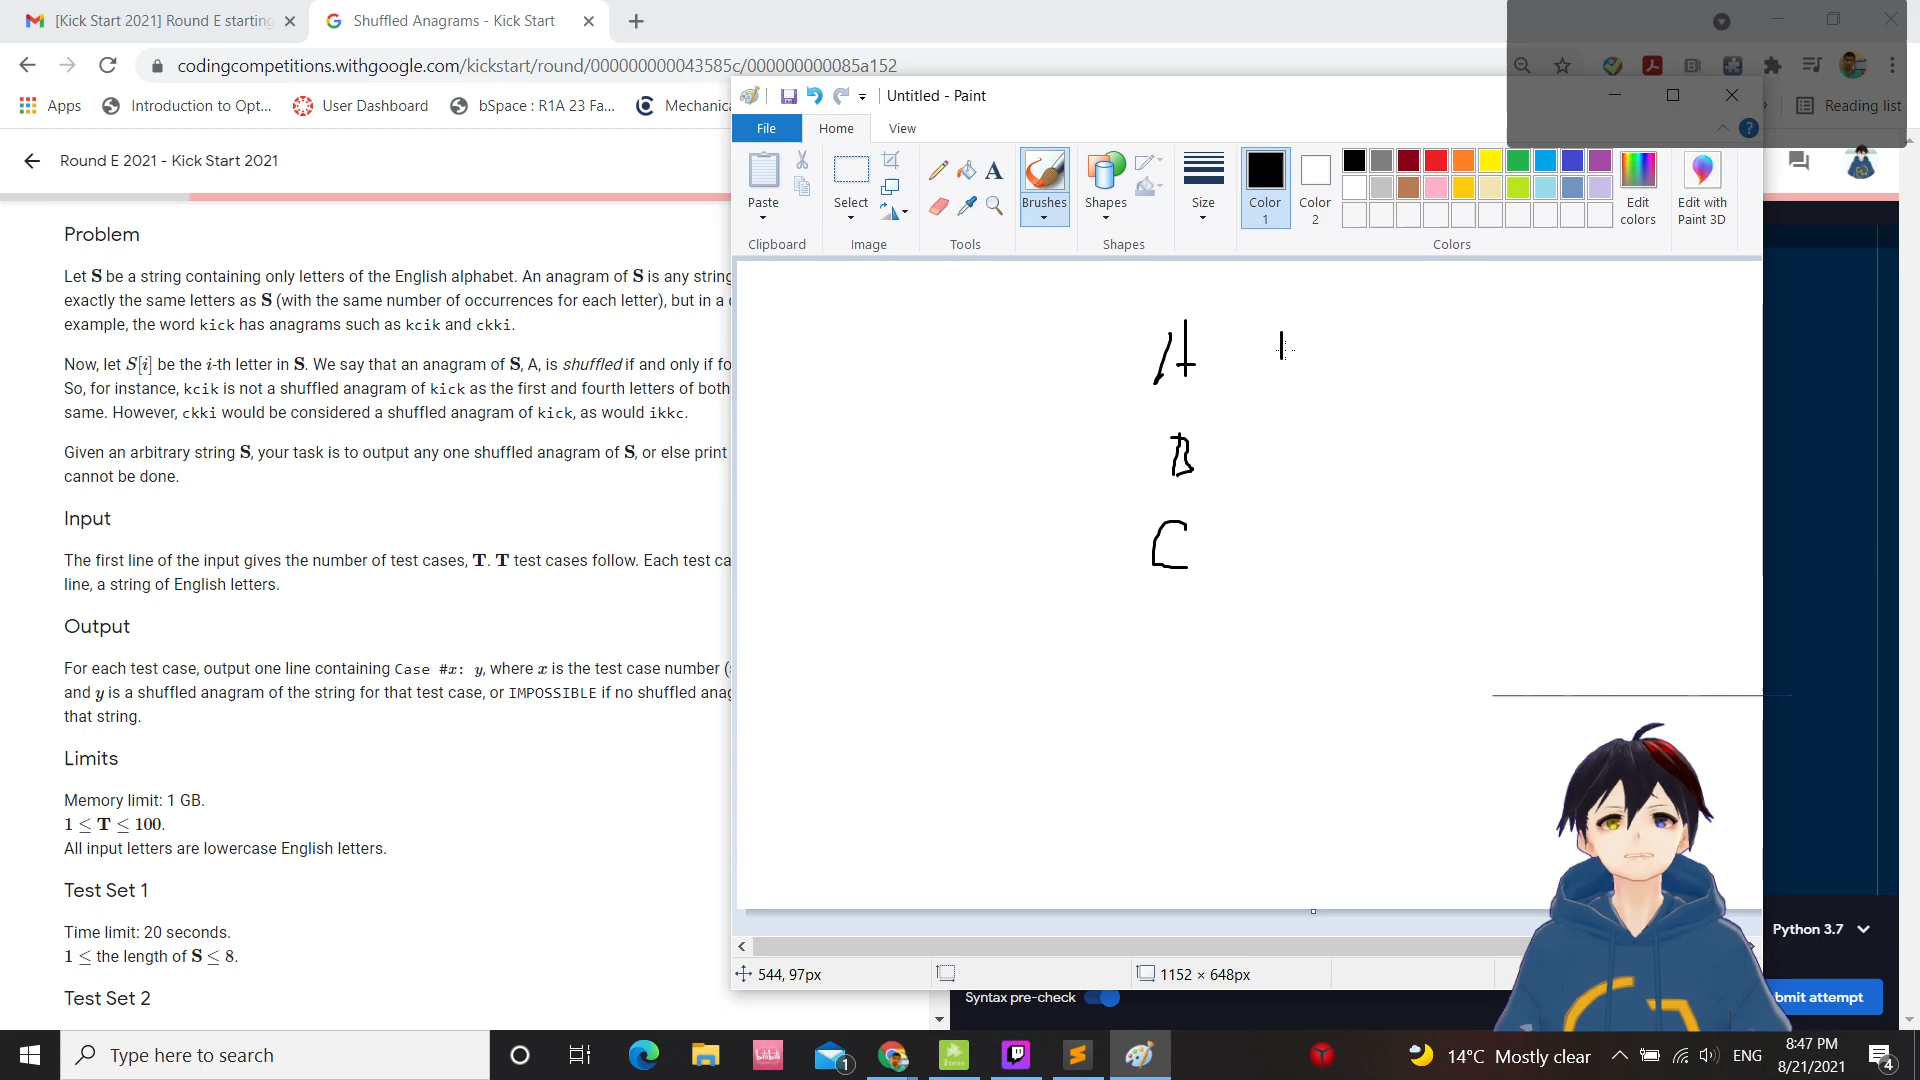 [Kick Start 2021] Round E starting
Shuffled Anagrams - Kick Start
codingcompetitions.withgoogle.com/kickstart/round/000000000043585c/000000000085a152
Apps
Introduction to Opt...
User Dashboard
bSpace : R1A 23 Fa...
Mechanica
Reading list
Round E 2021 - Kick Start 2021
Problem
Let S be a string containing only letters of the English alphabet. An anagram of S is any string
exactly the same letters as S (with the same number of occurrences for each letter), but in a d
example, the word kick has anagrams such as kcik and ckki.
Now, let S[i] be the i-th letter in S. We say that an anagram of S, A, is shuffled if and only if fo
So, for instance, kcik is not a shuffled anagram of kick as the first and fourth letters of both
same. However, ckki would be considered a shuffled anagram of kick, as would ikkc.
Given an arbitrary string S, your task is to output any one shuffled anagram of S, or else print
cannot be done.
Input
The first line of the input gives the number of test cases, T. T test cases follow. Each test ca
line, a string of English letters.
Output
For each test case, output one line containing Case #x: y, where x is the test case number (s
and y is a shuffled anagram of the string for that test case, or IMPOSSIBLE if no shuffled anag
that string.
Limits
Memory limit: 1 GB.
1 ≤ T ≤ 100.
All input letters are lowercase English letters.
Test Set 1
Time limit: 20 seconds.
1 ≤ the length of S ≤ 8.
Test Set 2
Untitled - Paint
File
Home
View
Paste
Select
Brushes
Shapes
Size
Color 1
Color 2
Edit colors
Edit with Paint 3D
Clipboard
Image
Tools
Shapes
Colors
A
B
C
544, 97px
1152 × 648px
Syntax pre-check
Python 3.7
bmit attempt
Type here to search
1
14°C Mostly clear
ENG
8:47 PM
8/21/2021
4